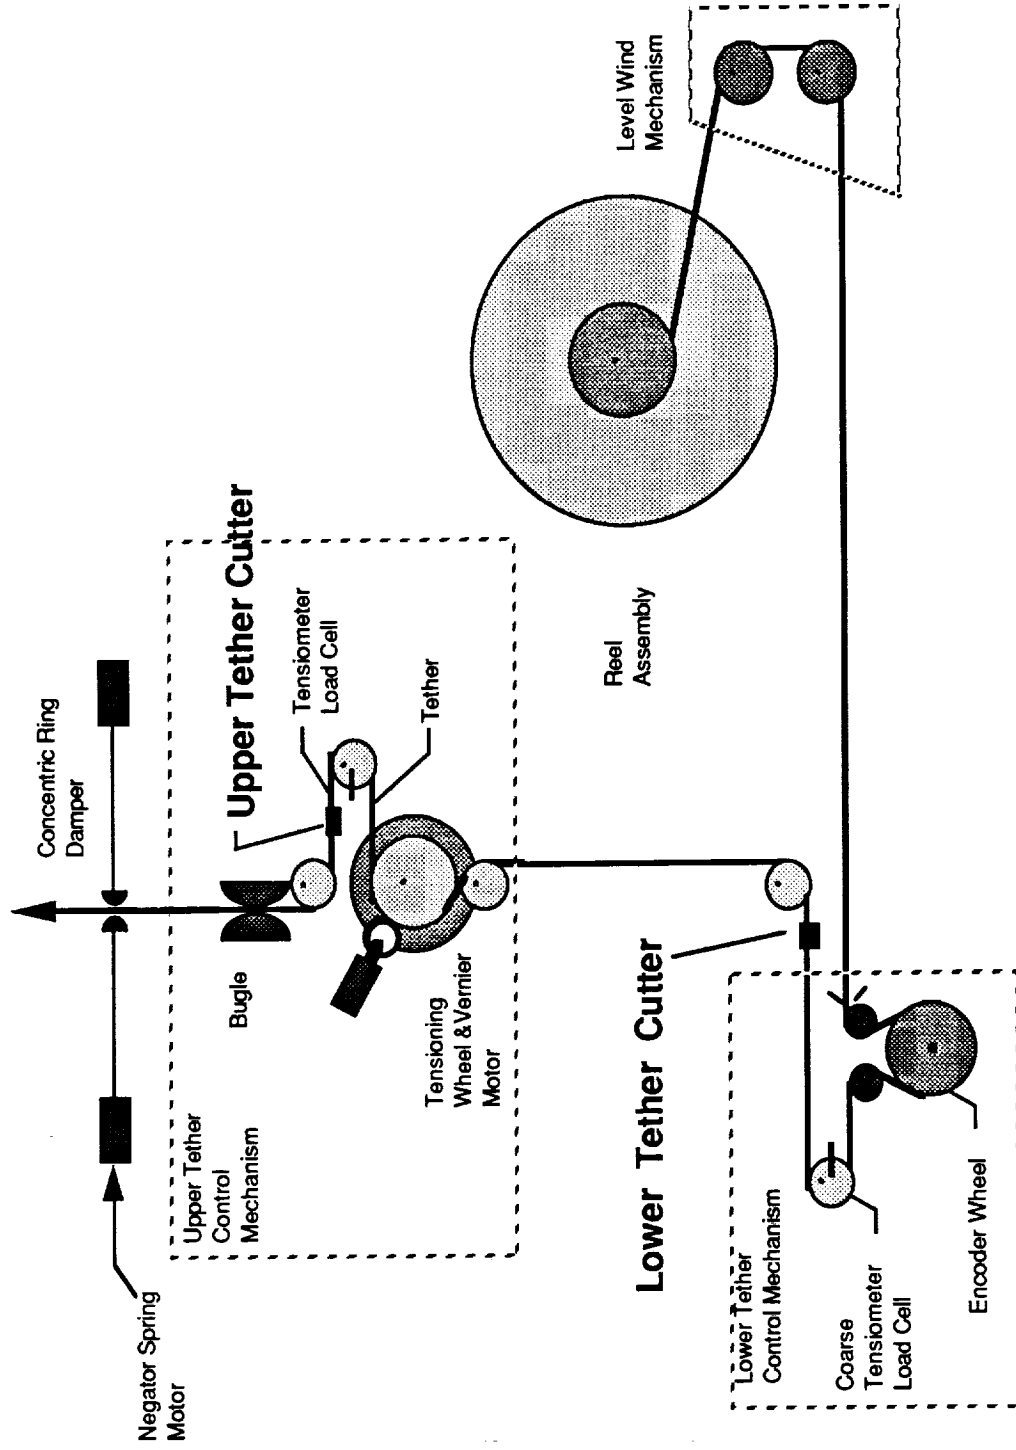 Level Wind
Mechanism
Concentric Ring
Damper
Upper Tether Cutter
Tensiometer
Load Cell
Tether
Reel
Assembly
Bugle
Tensioning
Wheel & Vernier
Motor
Upper Tether
Control
Mechanism
Negator Spring
Motor
Lower Tether Cutter
Lower Tether
Control Mechanism
Coarse
Tensiometer
Load Cell
Encoder Wheel